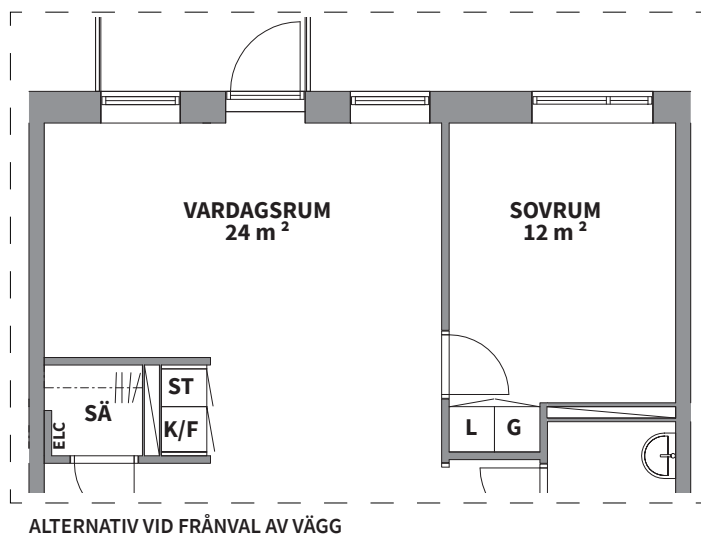 VARDAGSRUM
24 m ²
SOVRUM
12 m ²
ST
SÄ
K/F
ELC
L
G
ALTERNATIV VID FRÅNVAL AV VÄGG